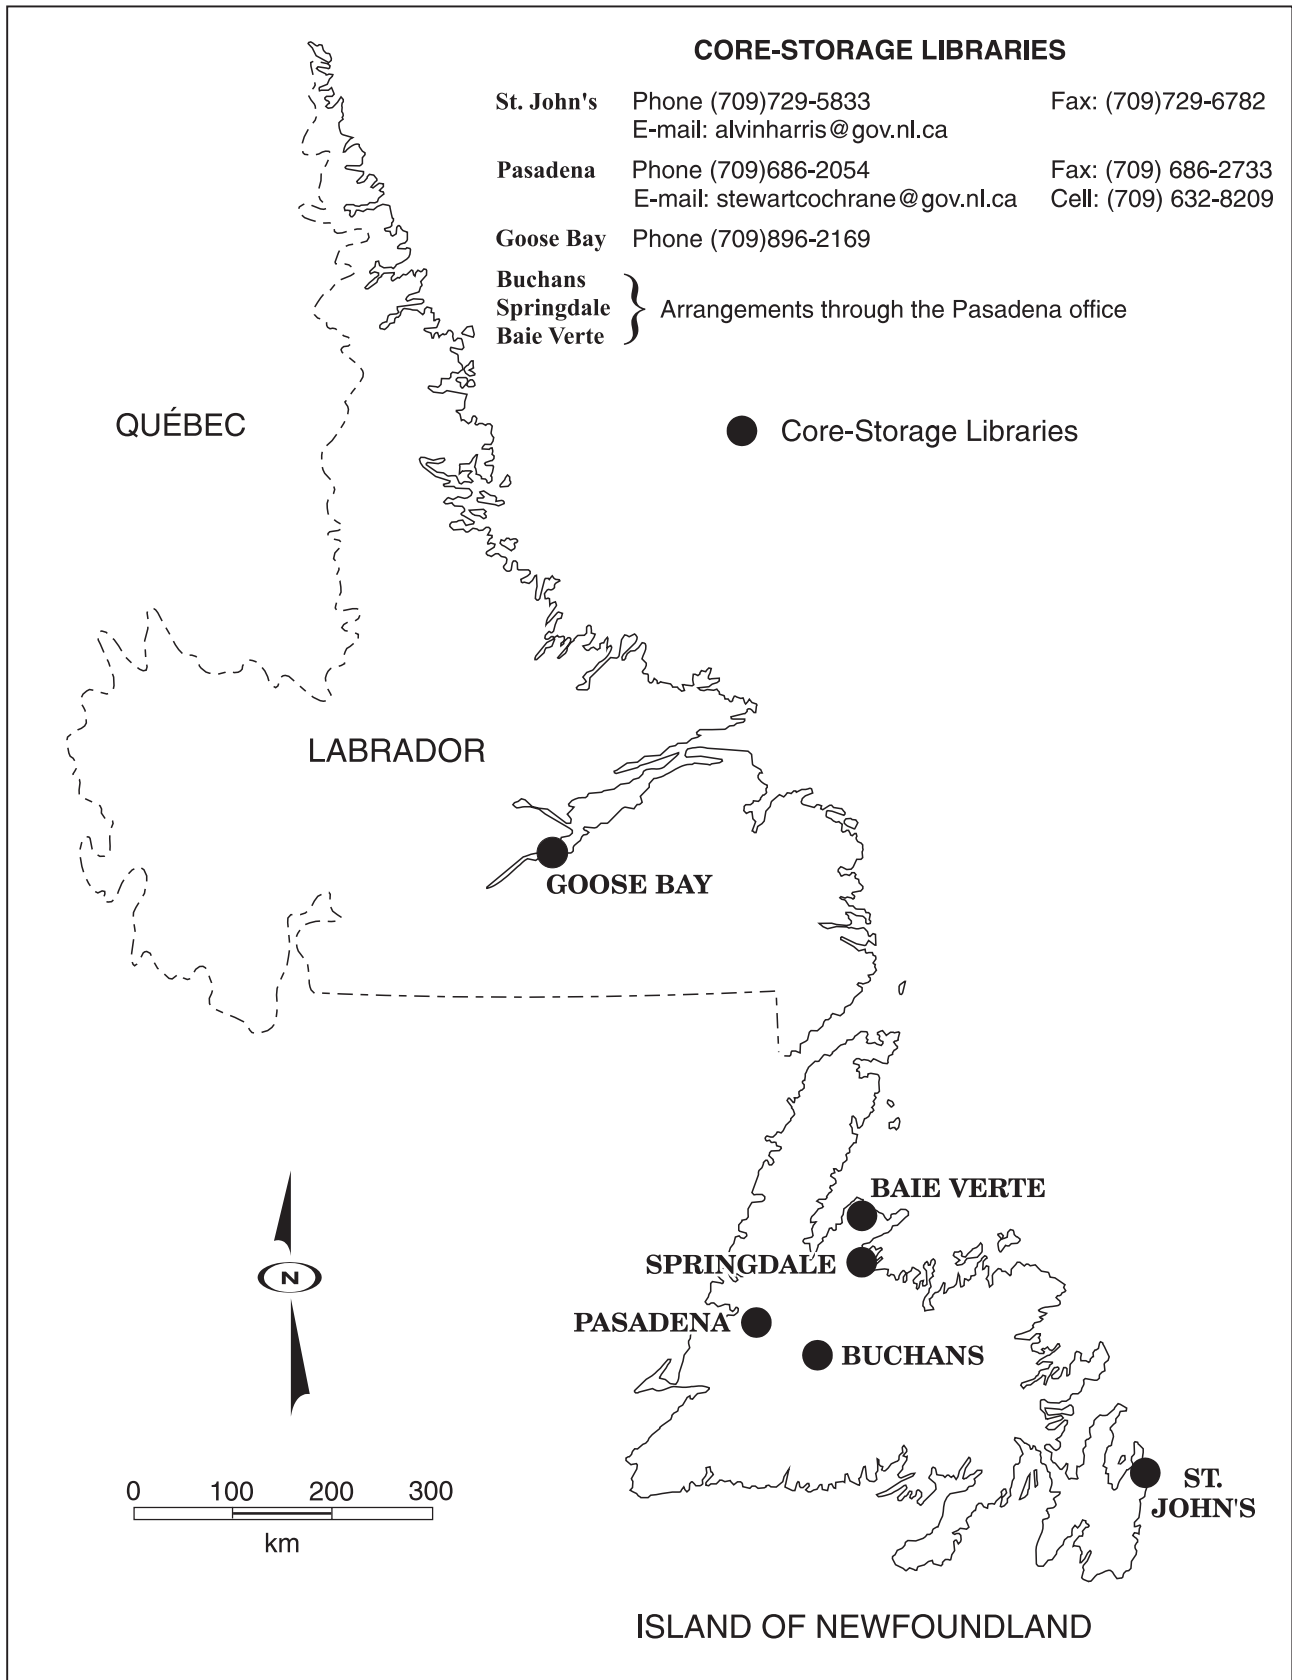 CORE-STORAGE LIBRARIES
St. John's Phone (709)729-5833 Fax: (709)729-6782
E-mail: alvinharris@gov.nl.ca
Pasadena Phone (709)686-2054 Fax: (709) 686-2733
E-mail: stewartcochrane@gov.nl.ca Cell: (709) 632-8209
Goose Bay Phone (709)896-2169
Buchans
Springdale } Arrangements through the Pasadena office
Baie Verte
QUÉBEC
Core-Storage Libraries
LABRADOR
GOOSE BAY
BAIE VERTE
SPRINGDALE
N
PASADENA
BUCHANS
ST.
JOHN'S
0 100 200 300
km
ISLAND OF NEWFOUNDLAND